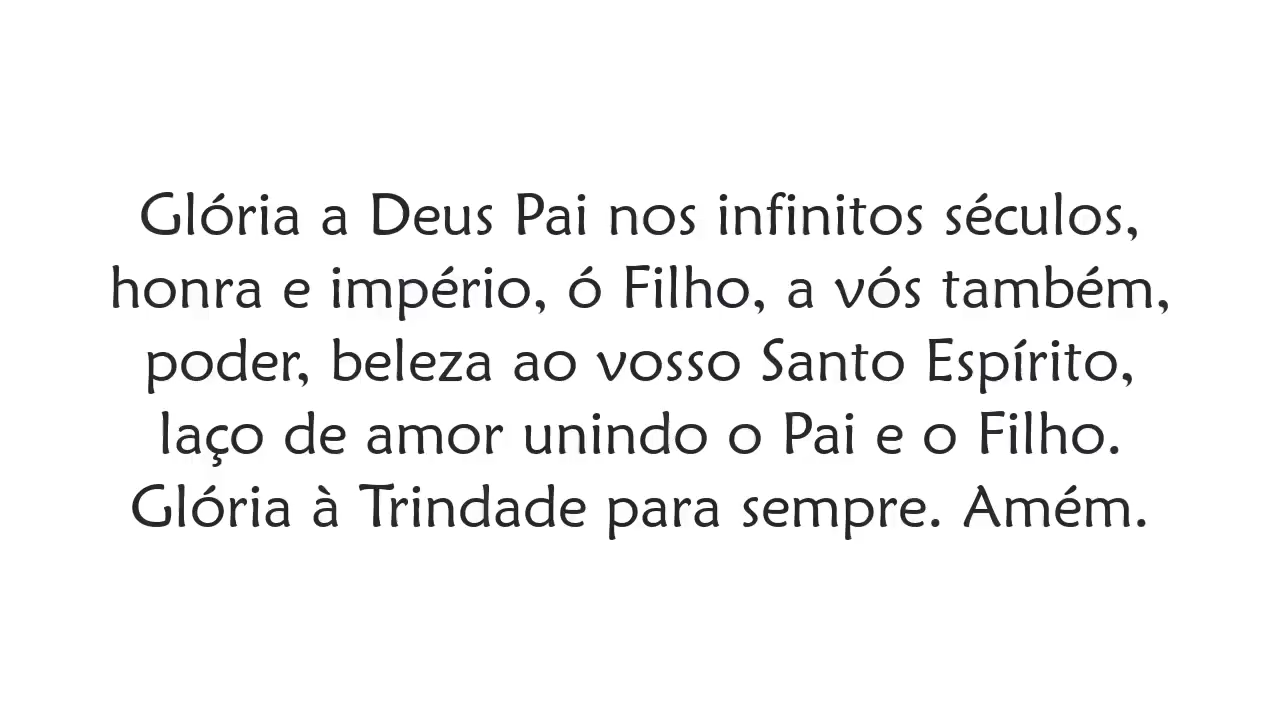 Glória a Deus Pai nos infinitos séculos,
honra e império, ó Filho, a vós também,
poder, beleza ao vosso Santo Espírito,
laço de amor unindo o Pai e o Filho.
Glória à Trindade para sempre. Amém.